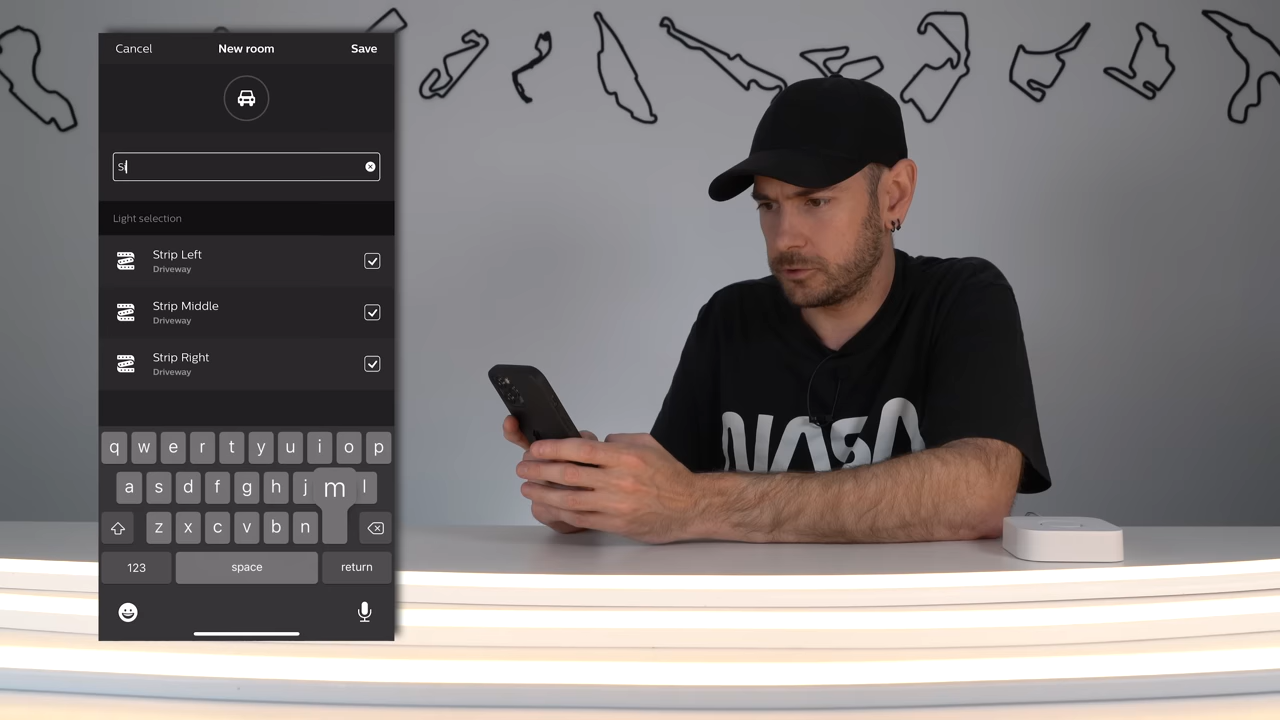 Cancel New room Save
Si
Light selection
Strip Left
Driveway
Strip Middle
Driveway
Strip Right
Driveway
q w e r t y u i o p
a s d f g h j m l
z x c v b n
123 space return
NASA